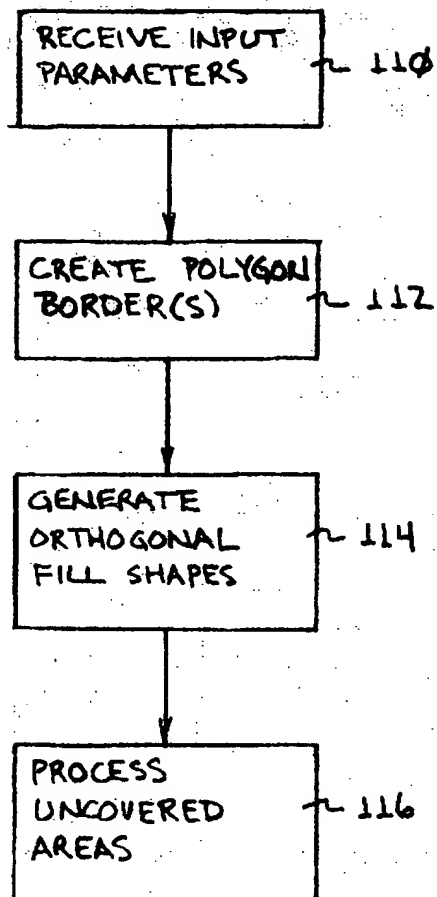 RECEIVE INPUT
PARAMETERS
110
CREATE POLYGON
BORDER(S)
112
GENERATE
ORTHOGONAL
FILL SHAPES
114
PROCESS
UNCOVERED
AREAS
116